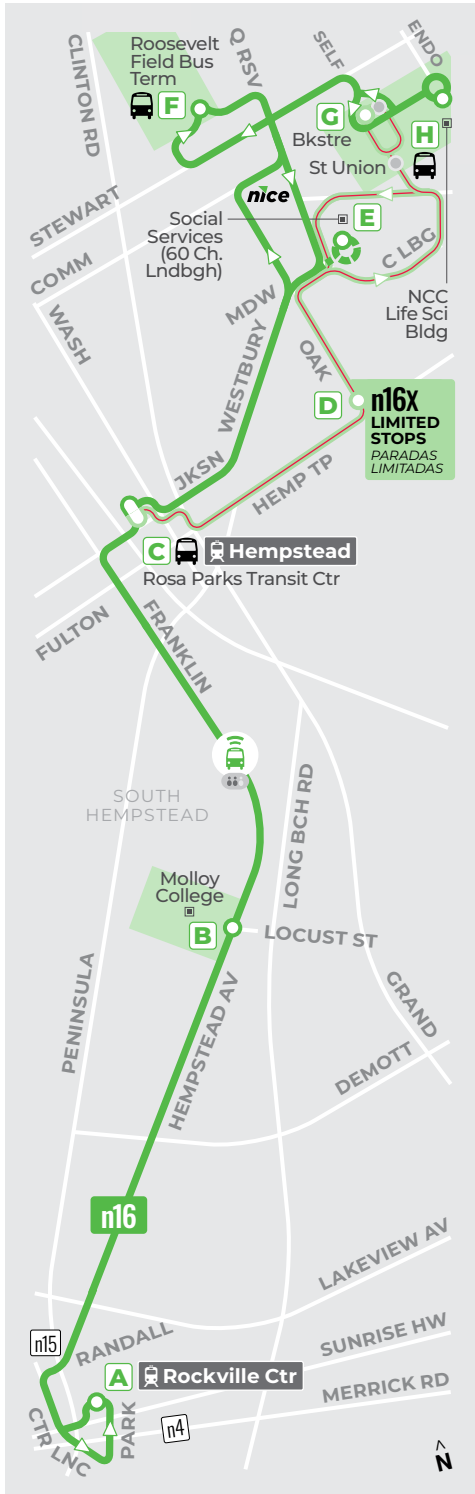 CLINTON RD
Roosevelt
Field Bus
Term
F
Q RSV
SELF
ENDO
G
Bkstre
H
St Union
nice
STEWART
Social
Services
(60 Ch.
Lndbgh)
E
C LBG
COMM
MDW
NCC
Life Sci
Bldg
WASH
WESTBURY
OAK
D
n16X
LIMITED
STOPS
PARADAS
LIMITADAS
JKSN
HEMP TP
C
Hempstead
Rosa Parks Transit Ctr
FULTON
FRANKLIN
SOUTH
HEMPSTEAD
LONG BCH RD
Molloy
College
B
LOCUST ST
PENINSULA
HEMPSTEAD AV
GRAND
DEMOTT
n16
LAKEVIEW AV
n15
RANDALL
SUNRISE HW
A
Rockville Ctr
MERRICK RD
CTR
LNC
PARK
n4
N